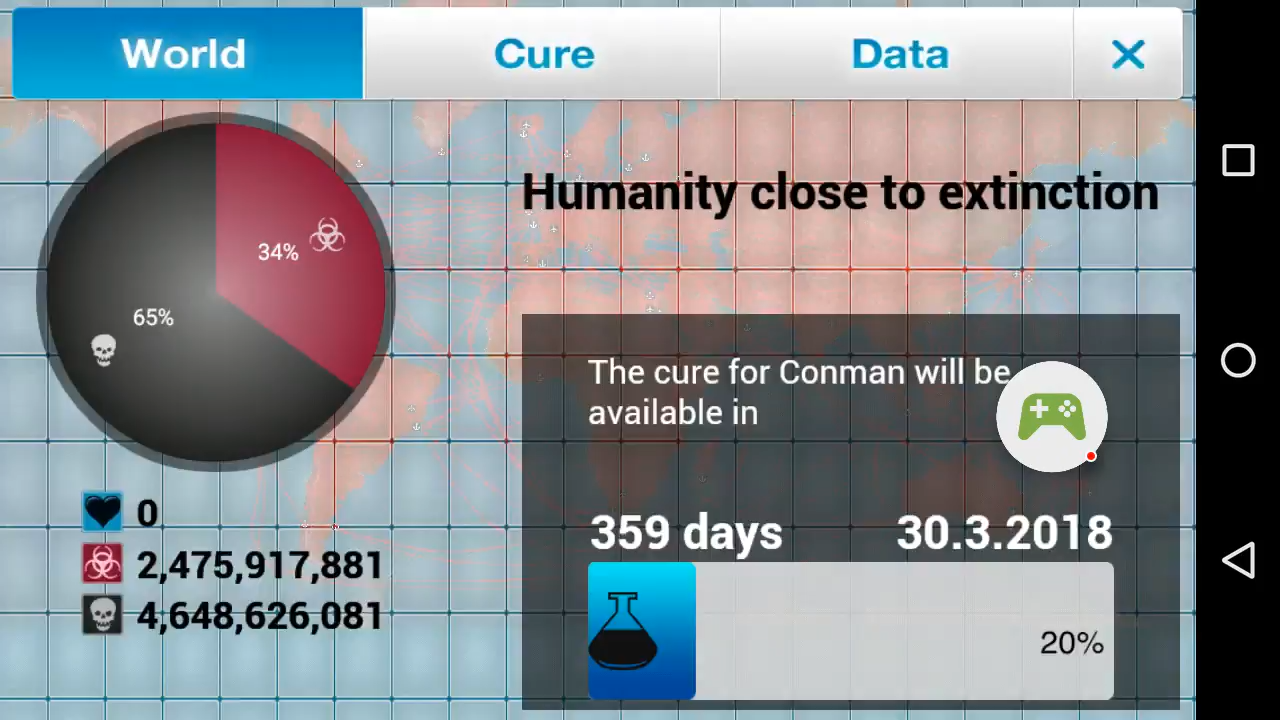 World
Cure
Data
34%
65%
0
2,475,917,881
4,648,626,081
Humanity close to extinction
The cure for Conman will be
available in
359 days
30.3.2018
20%